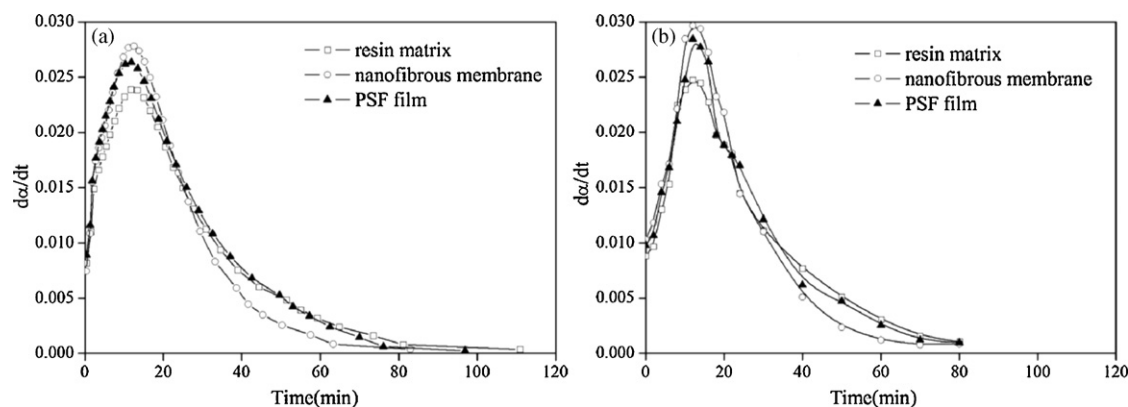 (a)
resin matrix
nanofibrous membrane
PSF film
0.030
0.025
0.020
0.015
0.010
0.005
0.000
dα/dt
0 20 40 60 80 100 120
Time(min)
(b)
resin matrix
nanofibrous membrane
PSF film
0.030
0.025
0.020
0.015
0.010
0.005
0.000
dα/dt
0 20 40 60 80 100 120
Time(min)